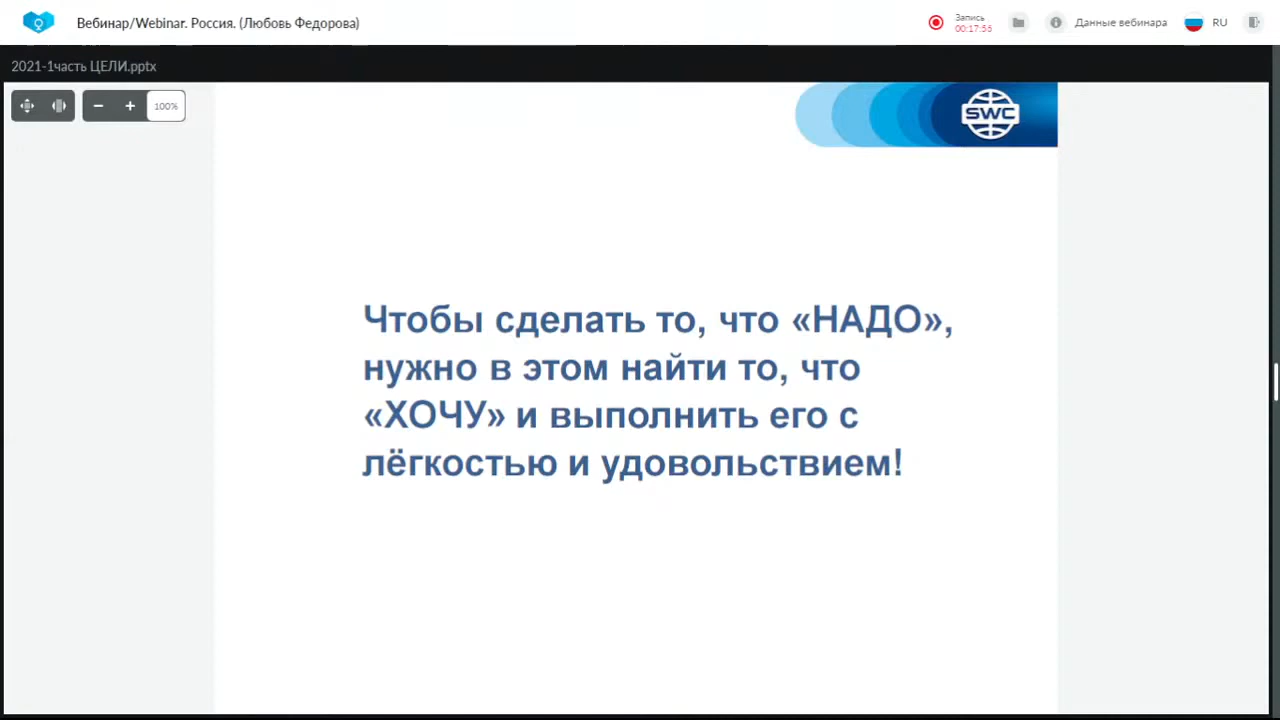 Вебинар/Webinar. Россия. (Любовь Федорова)
Запись
00:17:53
Данные вебинара
RU
2021-1часть ЦЕЛИ.pptx
100%
SWC
Чтобы сделать то, что «НАДО»,
нужно в этом найти то, что
«ХОЧУ» и выполнить его с
лёгкостью и удовольствием!